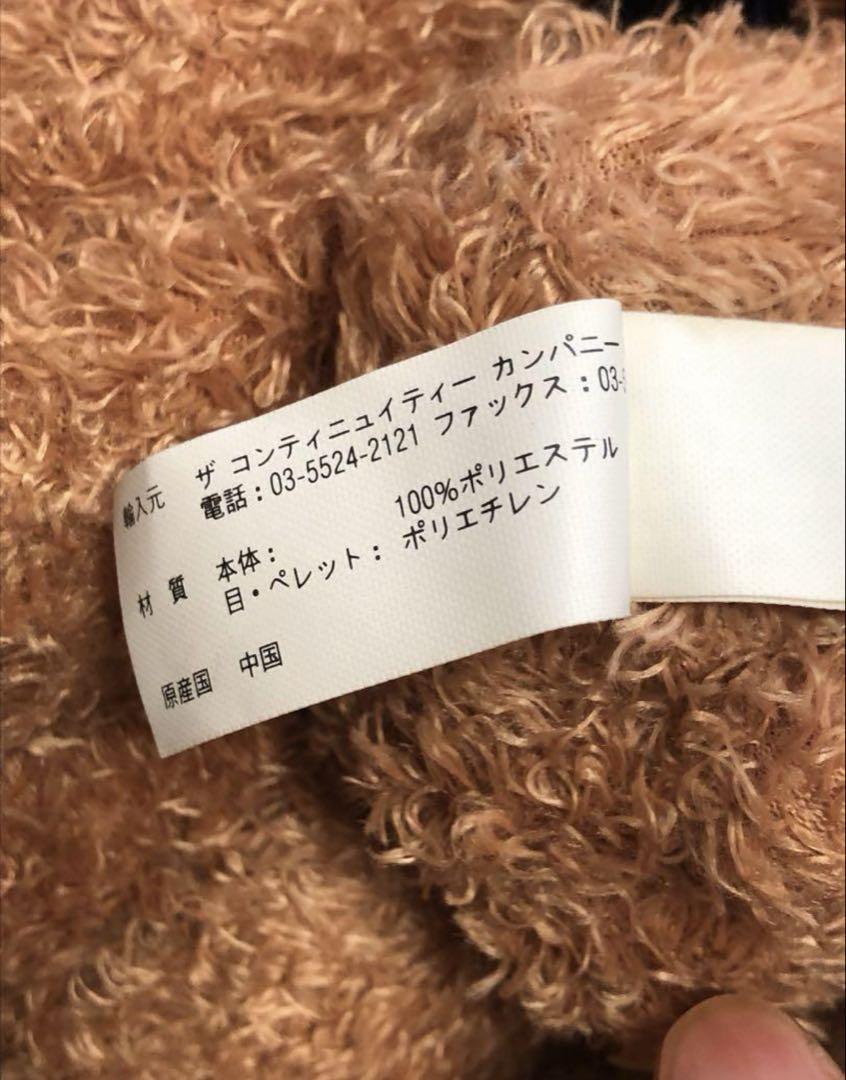 輸入元 ザ コンティニュイティー カンパニー
電話：03-5524-2121 ファックス：03-
材 質 本体： 100%ポリエステル
目・ペレット： ポリエチレン
原産国 中国